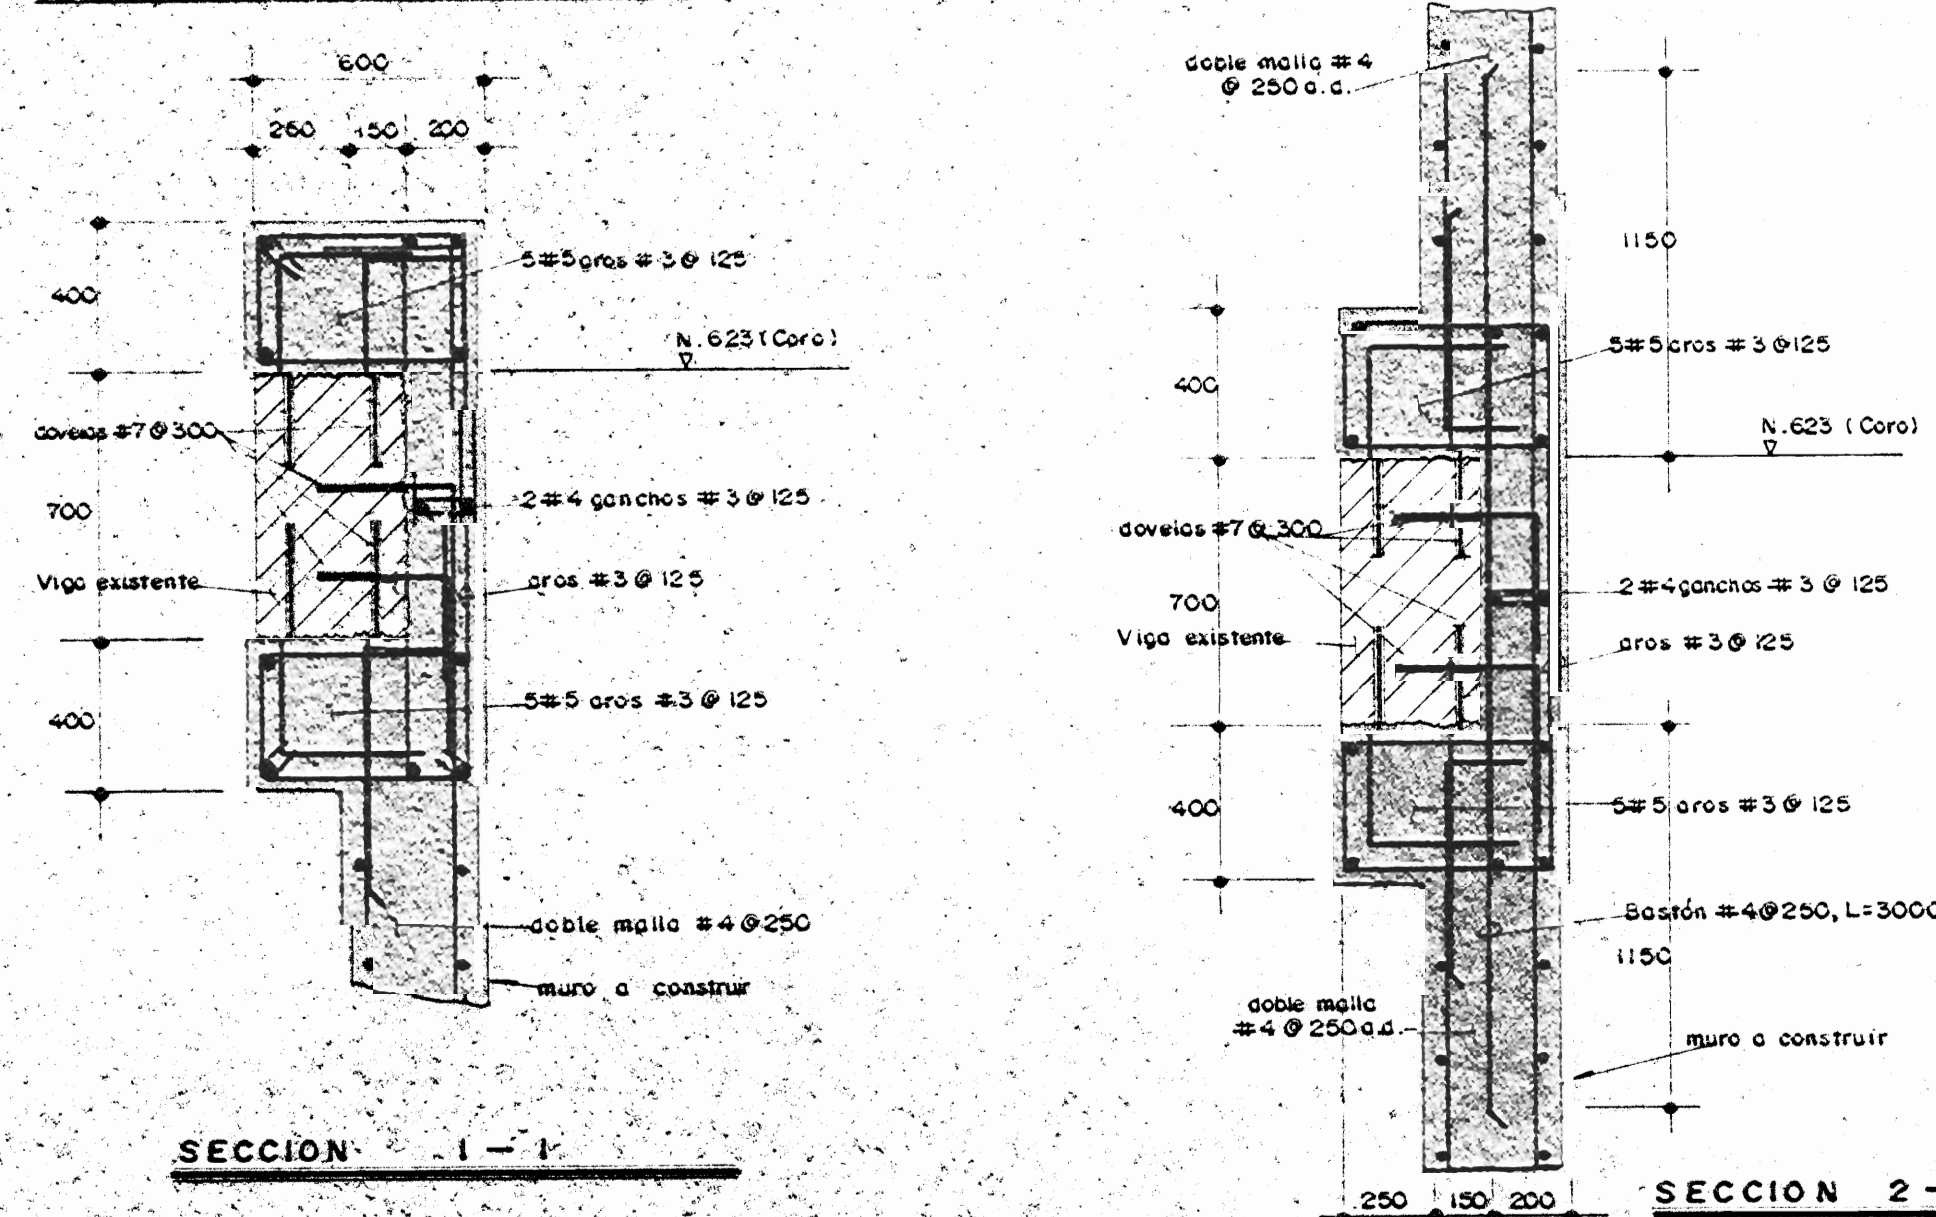 600
250 150 200
400
5#5 aros #3 @ 125
N.623 (Coro)
dovelas #7 @ 300
700
2#4 ganchos #3 @ 125
Viga existente
aros #3 @ 125
5#5 aros #3 @ 125
400
doble malla #4 @ 250
muro a construir
SECCION 1 - 1
doble malla #4
@ 250 a.d.
1150
5#5 aros #3 @ 125
400
N.623 (Coro)
dovelas #7 @ 300
2#4 ganchos #3 @ 125
700
Viga existente
aros #3 @ 125
5#5 aros #3 @ 125
400
Bastón #4@250, L=3000
1150
doble malla
#4 @ 250 a.d.
muro a construir
250 150 200
SECCION 2 -